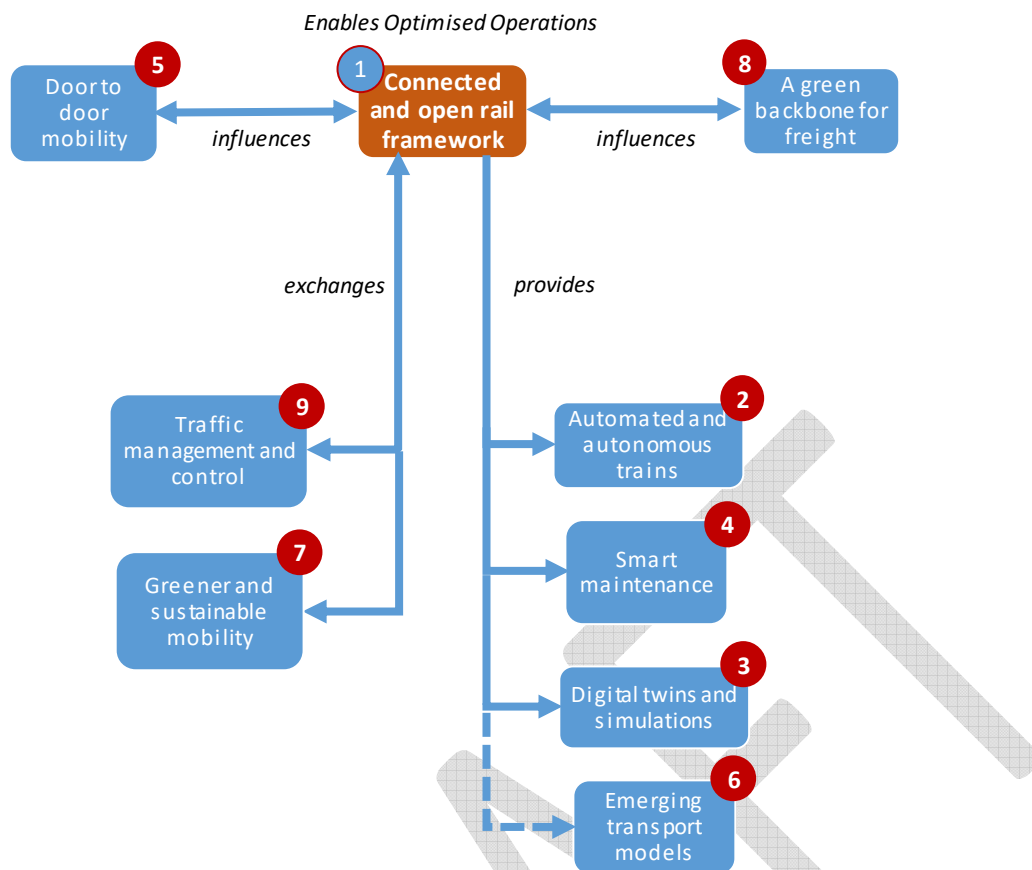 Enables Optimised Operations
5
Door to
door
mobility
influences
1
Connected
and open rail
framework
influences
8
A green
backbone for
freight
exchanges
provides
9
Traffic
management and
control
2
Automated and
autonomous
trains
4
Smart
maintenance
7
Greener and
sustainable
mobility
3
Digital twins and
simulations
6
Emerging
transport
models